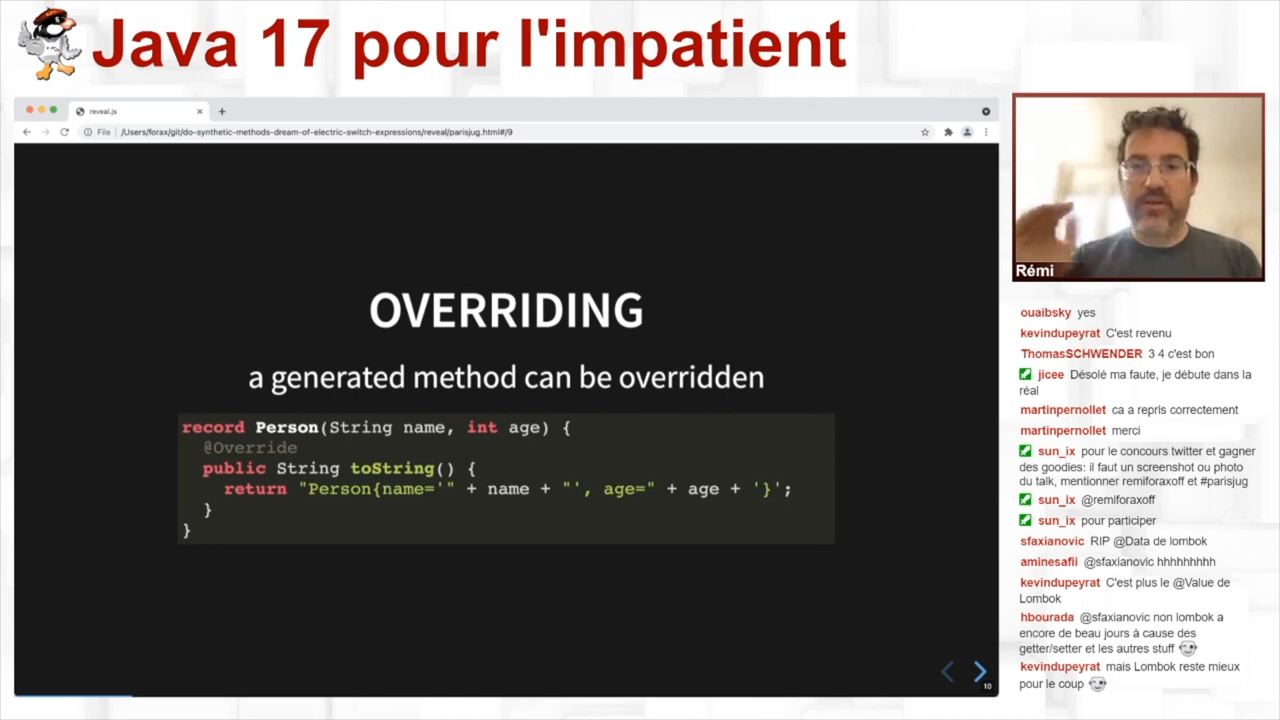 Java 17 pour l'impatient
reveal.js
File /Users/forax/git/do-synthetic-methods-dream-of-electric-switch-expressions/reveal/parisjug.html#/9
OVERRIDING
a generated method can be overridden
record Person(String name, int age) {
@Override
public String toString() {
return "Person{name='" + name + "', age=" + age + '}';
}
}
10
Rémi
ouaibsky yes
kevindupeyrat C'est revenu
ThomasSCHWENDER 3 4 c'est bon
jicee Désolé ma faute, je débute dans la
réal
martinpernollet ca a repris correctement
martinpernollet merci
sun_ix pour le concours twitter et gagner
des goodies: il faut un screenshot ou photo
du talk, mentionner remiforaxoff et #parisjug
sun_ix @remiforaxoff
sun_ix pour participer
sfaxianovic RIP @Data de lombok
aminesafii @sfaxianovic hhhhhhhhh
kevindupeyrat C'est plus le @Value de
Lombok
hbourada @sfaxianovic non lombok a
encore de beau jours à cause des
getter/setter et les autres stuff
kevindupeyrat mais Lombok reste mieux
pour le coup